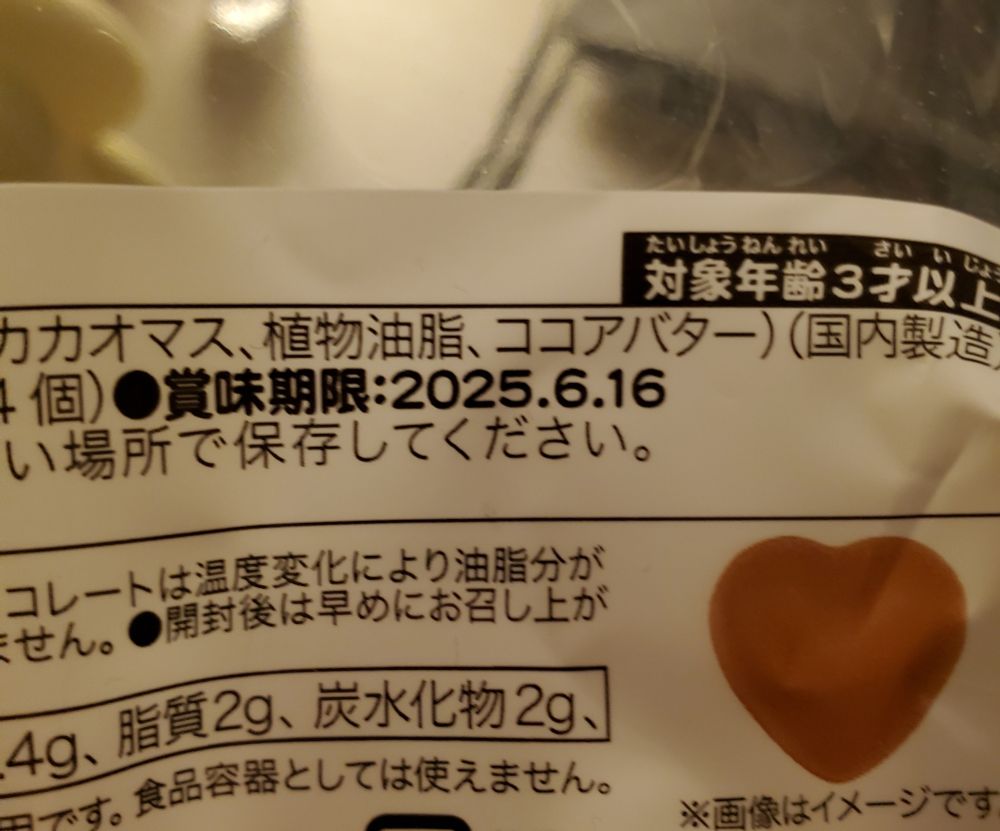 たいしょうねんれい さいいじょう
対象年齢3才以上
カカオマス、植物油脂、ココアバター)(国内製造)
4個)●賞味期限:2025.6.16
い場所で保存してください。
コレートは温度変化により油脂分が
ません。●開封後は早めにお召し上が
.4g、脂質2g、炭水化物2g、
用です。食品容器としては使えません。
※画像はイメージです